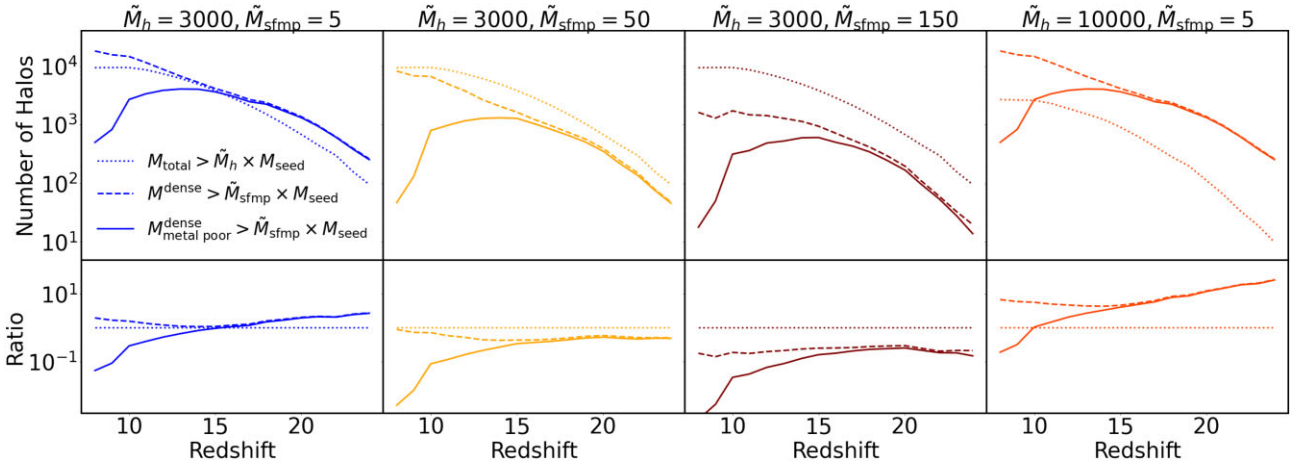 M̃_h = 3000, M̃_sfmp = 5
M̃_h = 3000, M̃_sfmp = 50
M̃_h = 3000, M̃_sfmp = 150
M̃_h = 10000, M̃_sfmp = 5
Number of Halos
10^4
10^3
10^2
10^1
M_total > M̃_h × M_seed
M^dense > M̃_sfmp × M_seed
M^dense_metal poor > M̃_sfmp × M_seed
Ratio
10^1
10^−1
10 15 20
10 15 20
10 15 20
10 15 20
Redshift
Redshift
Redshift
Redshift